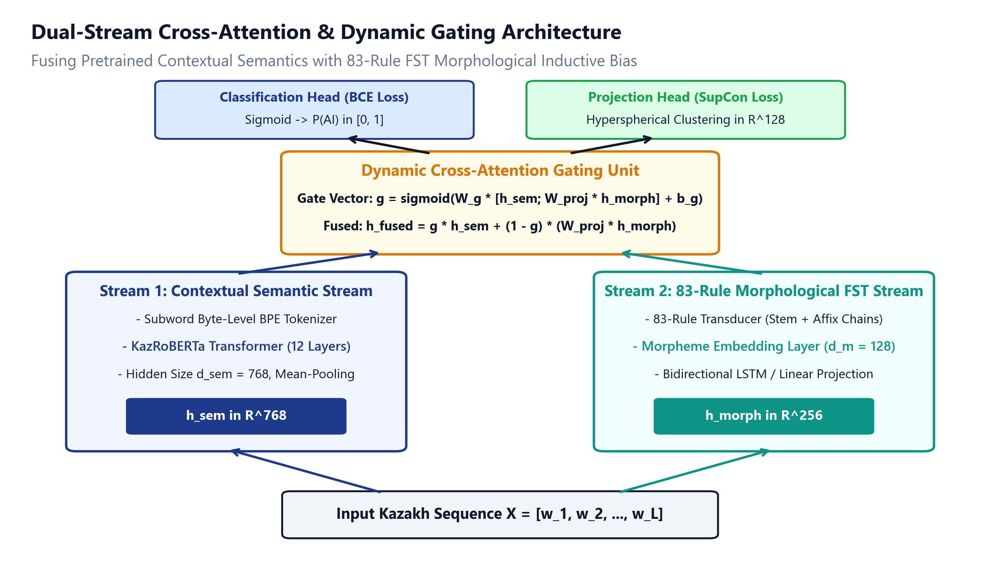 Dual-Stream Cross-Attention & Dynamic Gating Architecture
Fusing Pretrained Contextual Semantics with 83-Rule FST Morphological Inductive Bias
Classification Head (BCE Loss)
Sigmoid -> P(AI) in [0, 1]
Projection Head (SupCon Loss)
Hyperspherical Clustering in R^128
Dynamic Cross-Attention Gating Unit
Gate Vector: g = sigmoid(W_g * [h_sem; W_proj * h_morph] + b_g)
Fused: h_fused = g * h_sem + (1 - g) * (W_proj * h_morph)
Stream 1: Contextual Semantic Stream
- Subword Byte-Level BPE Tokenizer
- KazRoBERTa Transformer (12 Layers)
- Hidden Size d_sem = 768, Mean-Pooling
h_sem in R^768
Stream 2: 83-Rule Morphological FST Stream
- 83-Rule Transducer (Stem + Affix Chains)
- Morpheme Embedding Layer (d_m = 128)
- Bidirectional LSTM / Linear Projection
h_morph in R^256
Input Kazakh Sequence X = [w_1, w_2, ..., w_L]